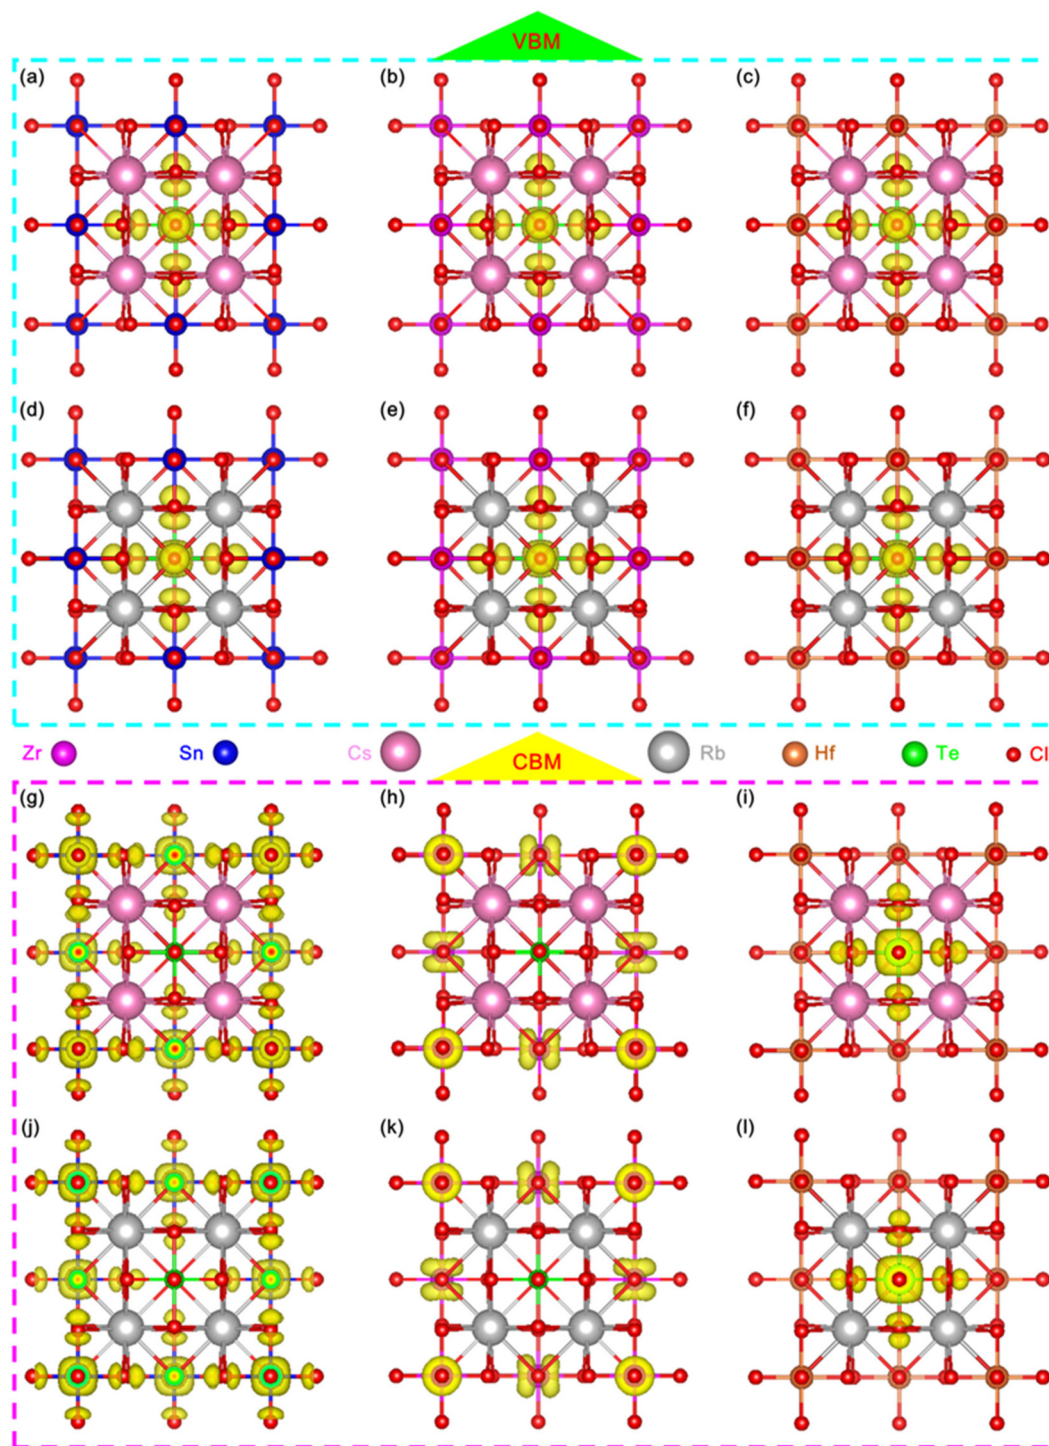 VBM
(a) (b) (c)
(d) (e) (f)
Zr Sn Cs Rb Hf Te Cl
CBM
(g) (h) (i)
(j) (k) (l)